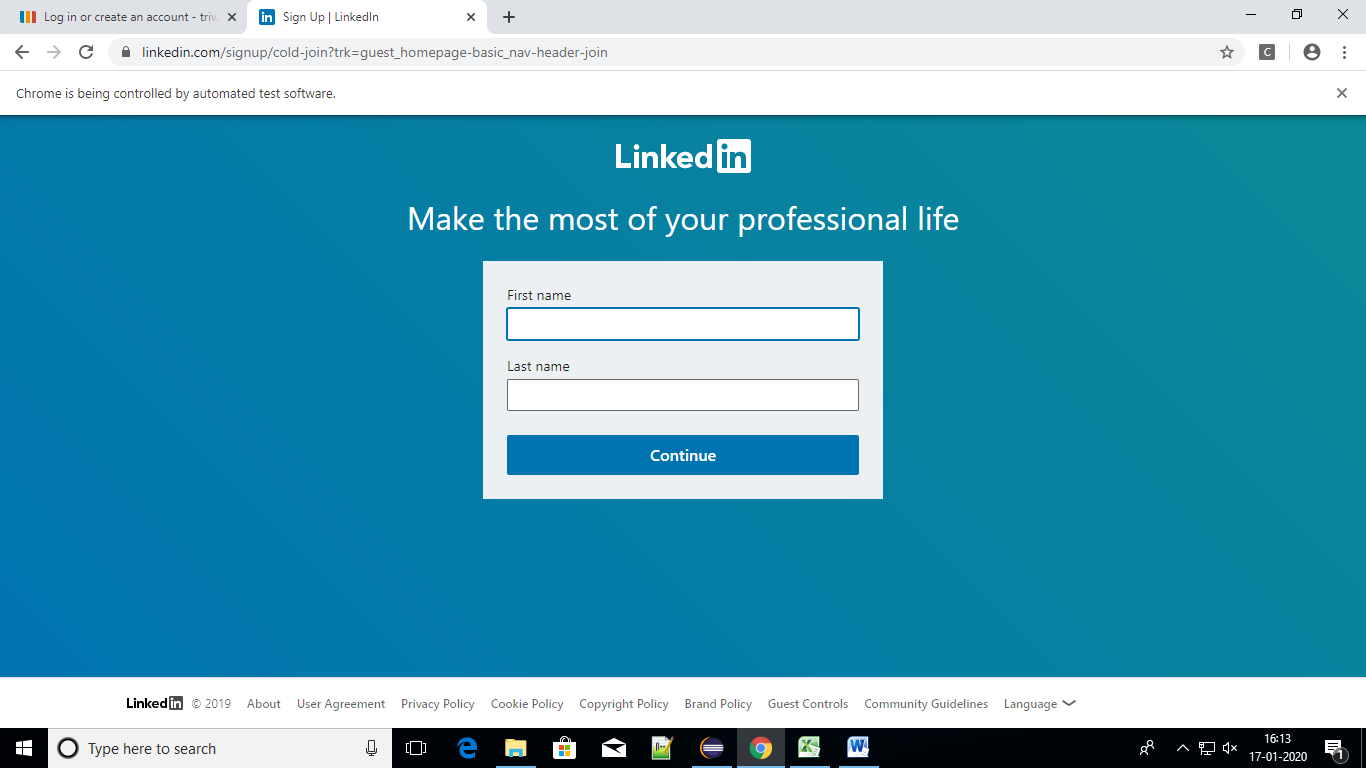 Log in or create an account - triv
Sign Up | LinkedIn
linkedin.com/signup/cold-join?trk=guest_homepage-basic_nav-header-join
C
Chrome is being controlled by automated test software.
Linked in
Make the most of your professional life
First name
Last name
Continue
Linked in © 2019 About User Agreement Privacy Policy Cookie Policy Copyright Policy Brand Policy Guest Controls Community Guidelines Language
Type here to search
16:13
17-01-2020
1